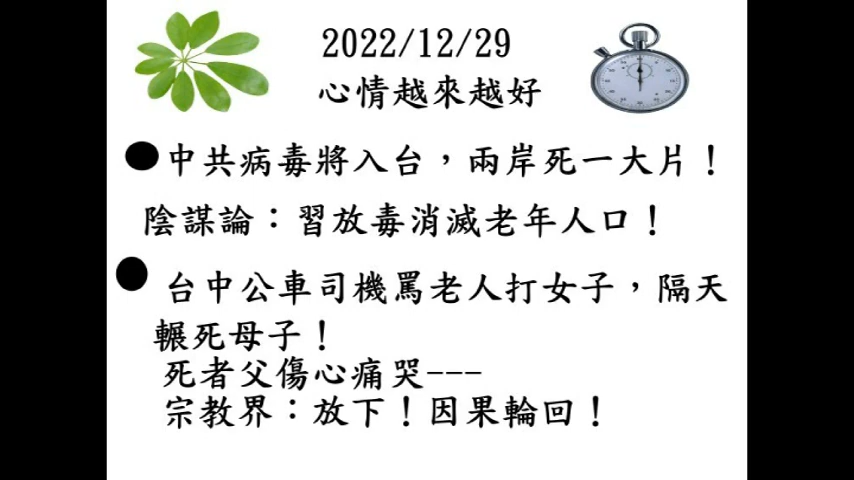 2022/12/29
心情越來越好
●中共病毒將入台，兩岸死一大片！
陰謀論：習放毒消滅老年人口！
● 台中公車司機罵老人打女子，隔天
輾死母子！
死者父傷心痛哭---
宗教界：放下！因果輪回！